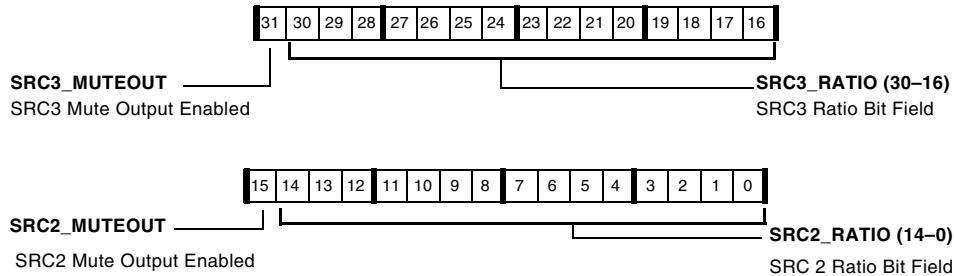 31 30 29 28 27 26 25 24 23 22 21 20 19 18 17 16
SRC3_MUTEOUT
SRC3 Mute Output Enabled
SRC3_RATIO (30–16)
SRC3 Ratio Bit Field
15 14 13 12 11 10 9 8 7 6 5 4 3 2 1 0
SRC2_MUTEOUT
SRC2 Mute Output Enabled
SRC2_RATIO (14–0)
SRC 2 Ratio Bit Field